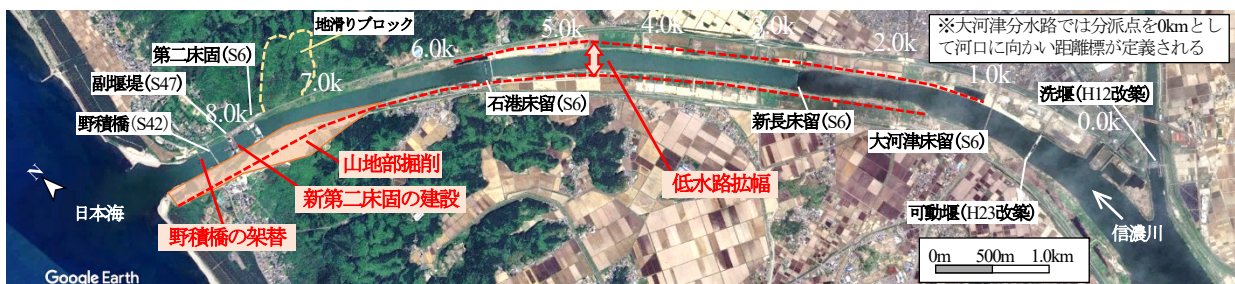 ※大河津分水路では分派点を0kmとし
て河口に向かい距離標が定義される
地滑りブロック
第二床固(S6)
副堰堤(S47)
野積橋(S42)
8.0k
7.0k
6.0k
5.0k
4.0k
3.0k
2.0k
1.0k
0.0k
洗堰(H12改築)
石港床留(S6)
新長床留(S6)
大河津床留(S6)
可動堰(H23改築)
山地部掘削
新第二床固の建設
野積橋の架替
低水路拡幅
N
日本海
信濃川
0m 500m 1.0km
Google Earth